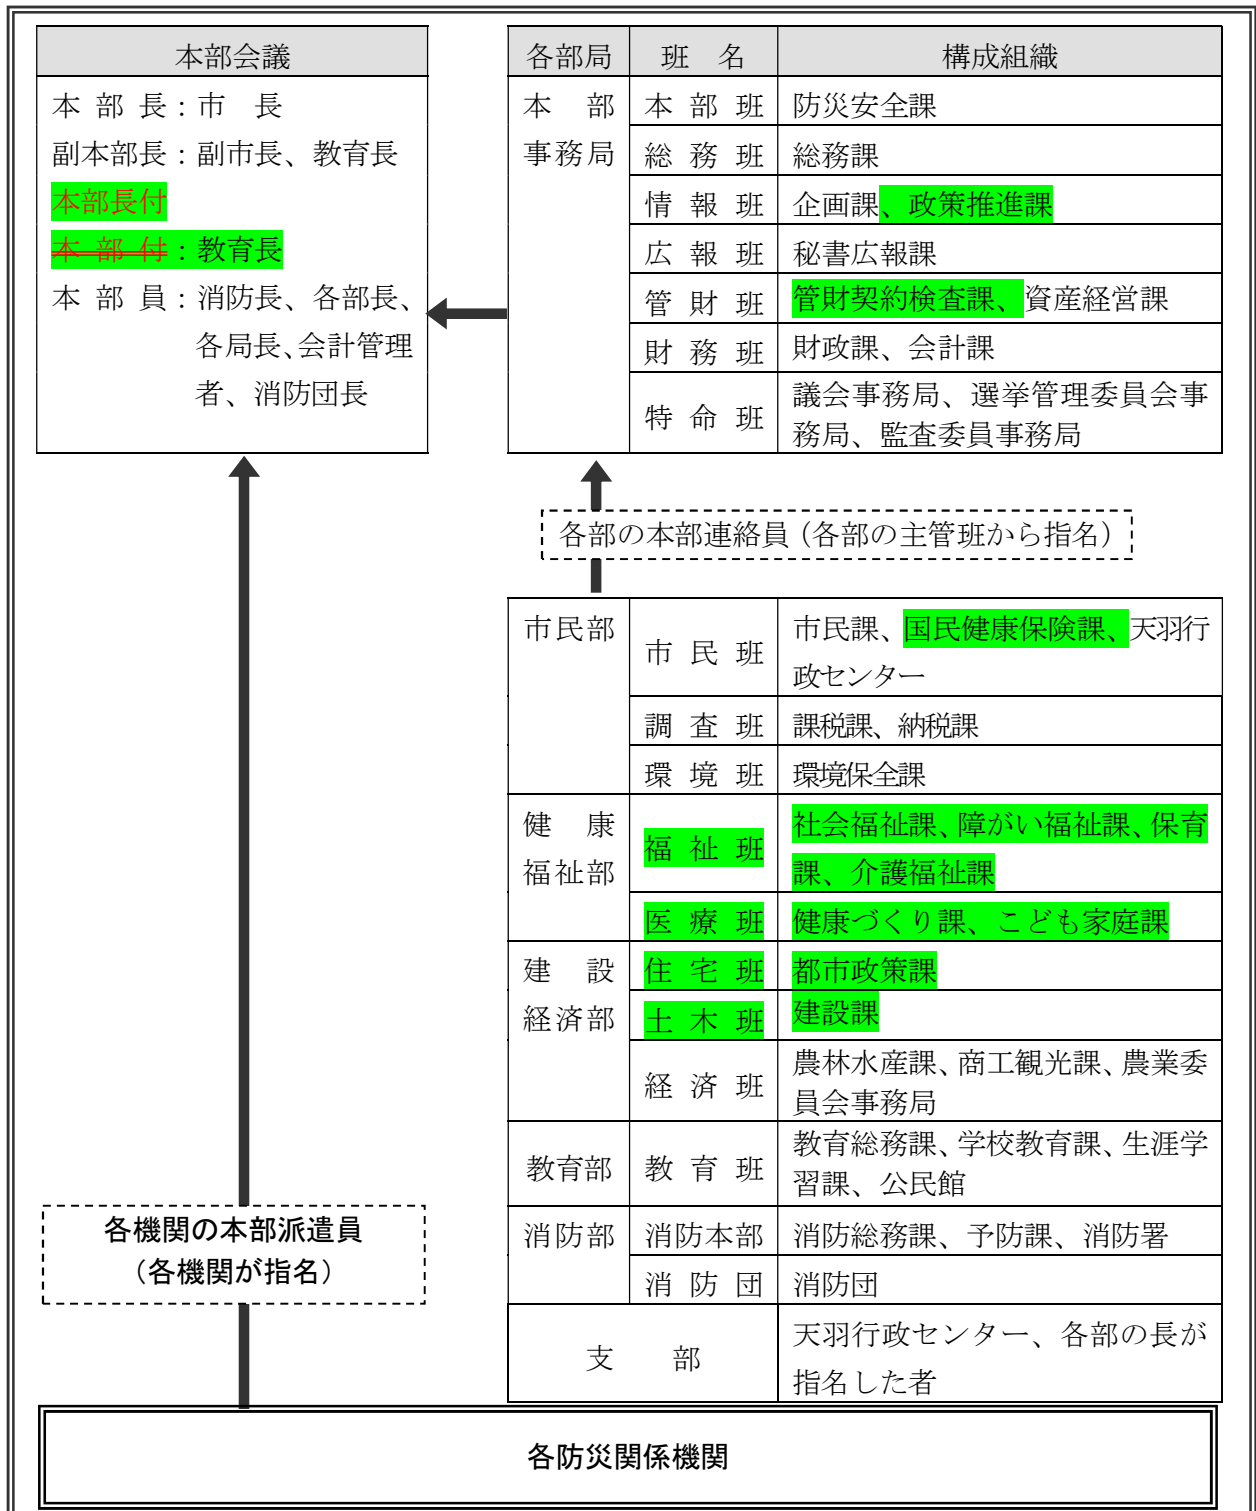 本部会議
本 部 長：市　長
副本部長：副市長、教育長
本部長付
本 部 付：教育長
本 部 員：消防長、各部長、
各局長、会計管理
者、消防団長
各部局 班　名 構成組織
本　部
事務局
本 部 班 防災安全課
総 務 班 総務課
情 報 班 企画課、政策推進課
広 報 班 秘書広報課
管 財 班 管財契約検査課、資産経営課
財 務 班 財政課、会計課
特 命 班 議会事務局、選挙管理委員会事
務局、監査委員事務局
各部の本部連絡員（各部の主管班から指名）
市民部
市 民 班 市民課、国民健康保険課、天羽行
政センター
調 査 班 課税課、納税課
環 境 班 環境保全課
健　康
福祉部
福 祉 班 社会福祉課、障がい福祉課、保育
課、介護福祉課
医 療 班 健康づくり課、こども家庭課
建　設
経済部
住 宅 班 都市政策課
土 木 班 建設課
経 済 班 農林水産課、商工観光課、農業委
員会事務局
教育部 教 育 班 教育総務課、学校教育課、生涯学
習課、公民館
消防部 消防本部 消防総務課、予防課、消防署
消 防 団 消防団
支　部 天羽行政センター、各部の長が
指名した者
各機関の本部派遣員
（各機関が指名）
各防災関係機関